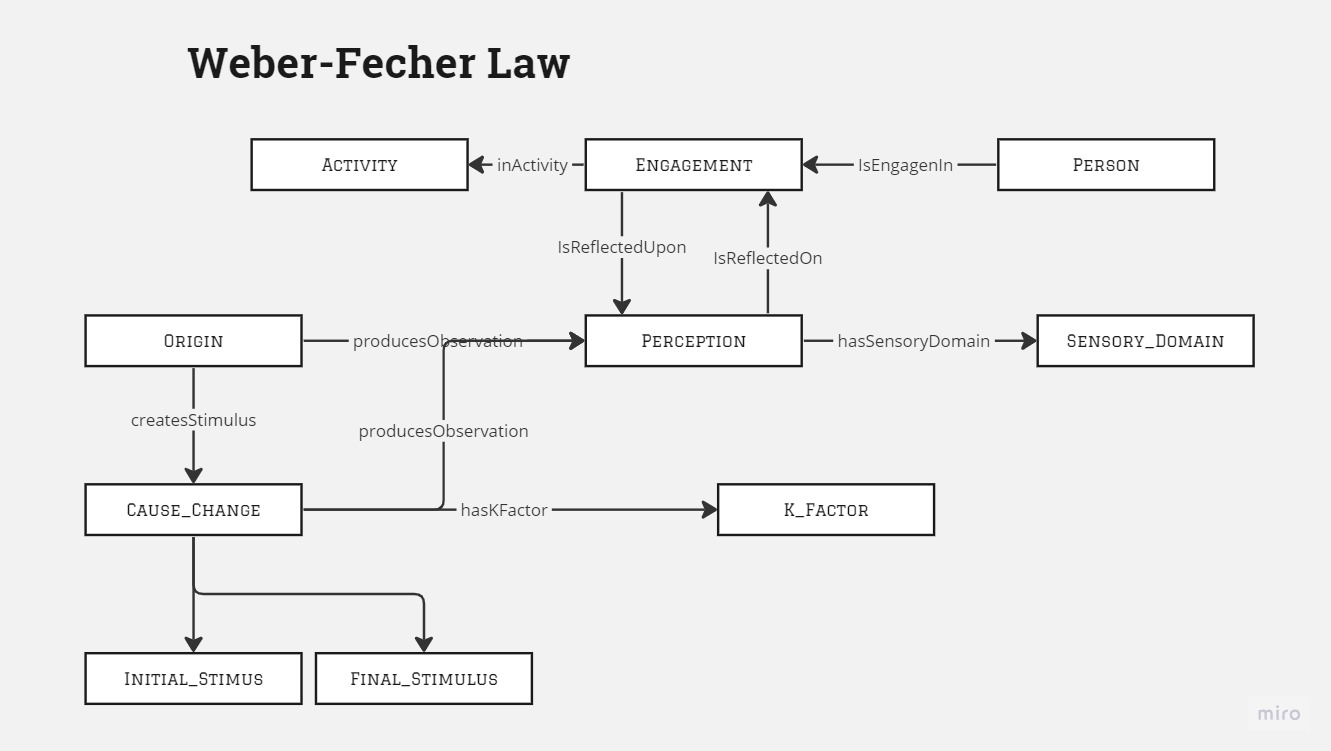 Weber-Fecher Law
Activity
inActivity
Engagement
IsEngagenIn
Person
IsReflectedUpon
IsReflectedOn
Origin
producesObservation
Perception
hasSensoryDomain
Sensory_Domain
createsStimulus
producesObservation
Cause_Change
hasKFactor
K_Factor
Initial_Stimus
Final_Stimulus
miro